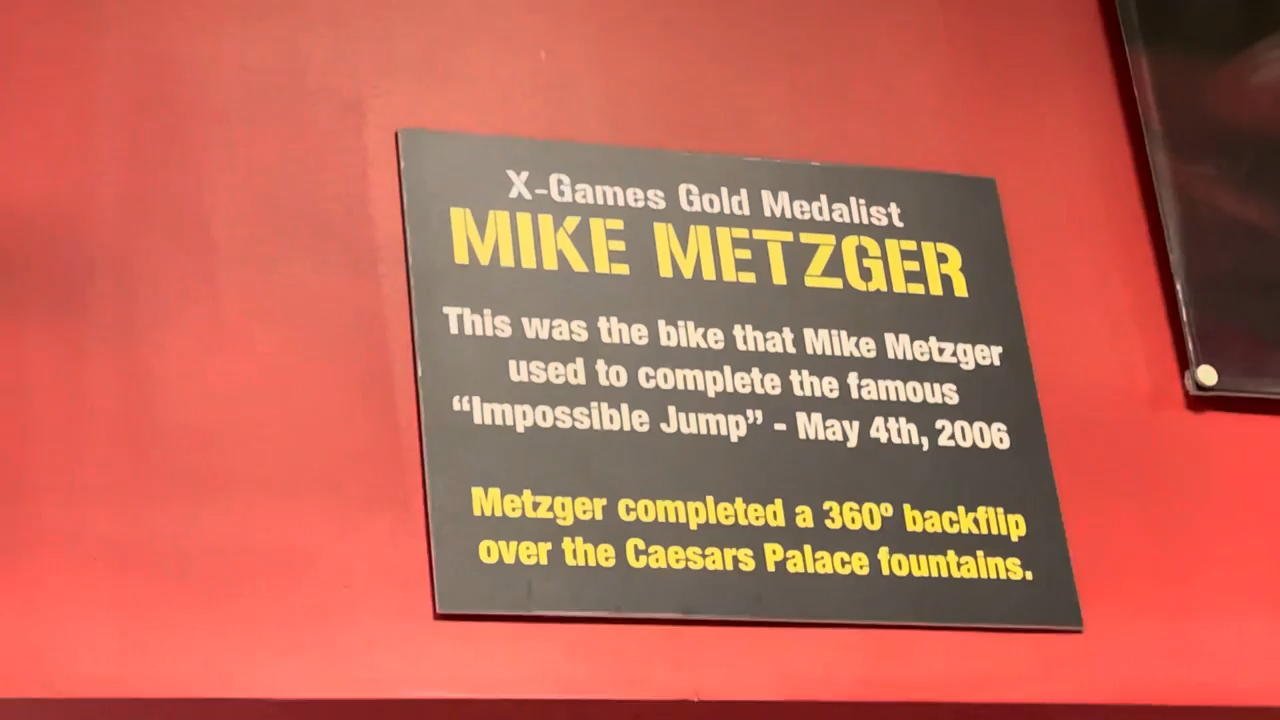 X-Games Gold Medalist
MIKE METZGER
This was the bike that Mike Metzger
used to complete the famous
“Impossible Jump” - May 4th, 2006
Metzger completed a 360º backflip
over the Caesars Palace fountains.